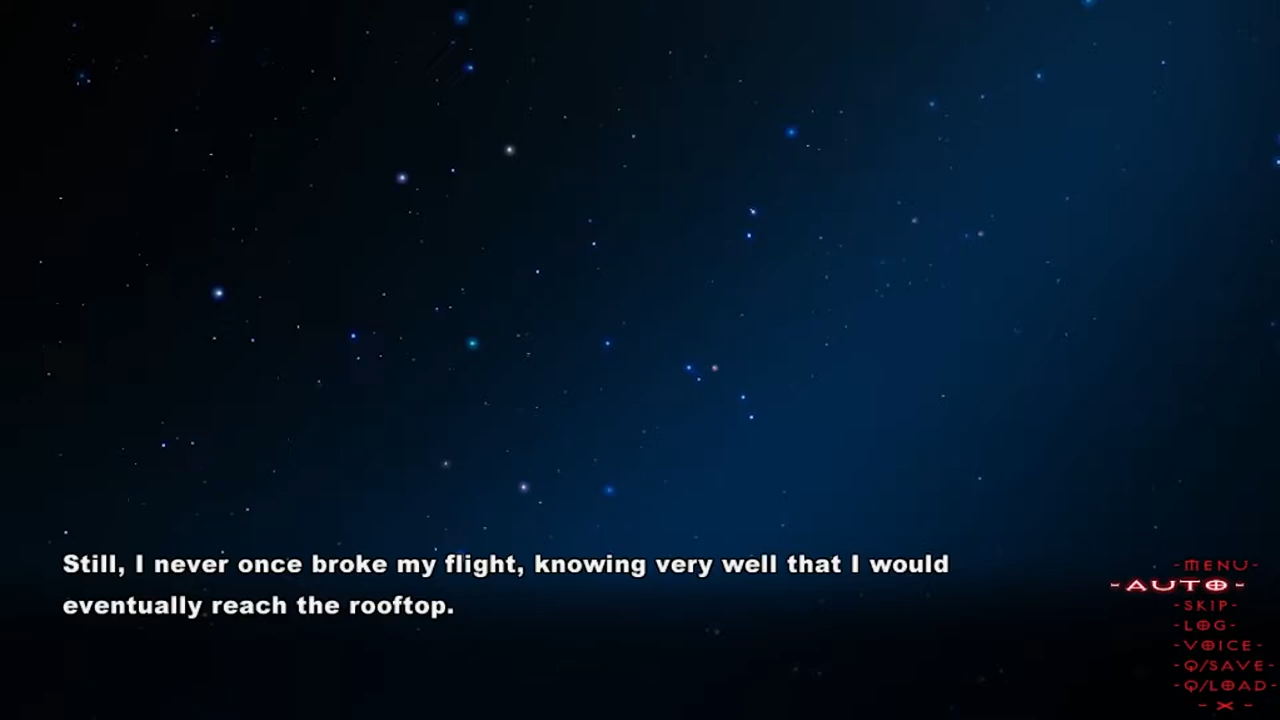 Still, I never once broke my flight, knowing very well that I would
eventually reach the rooftop.
-MENU-
-AUTO-
-SKIP-
-LOG-
-VOICE-
-Q/SAVE-
-Q/LOAD-
-X-